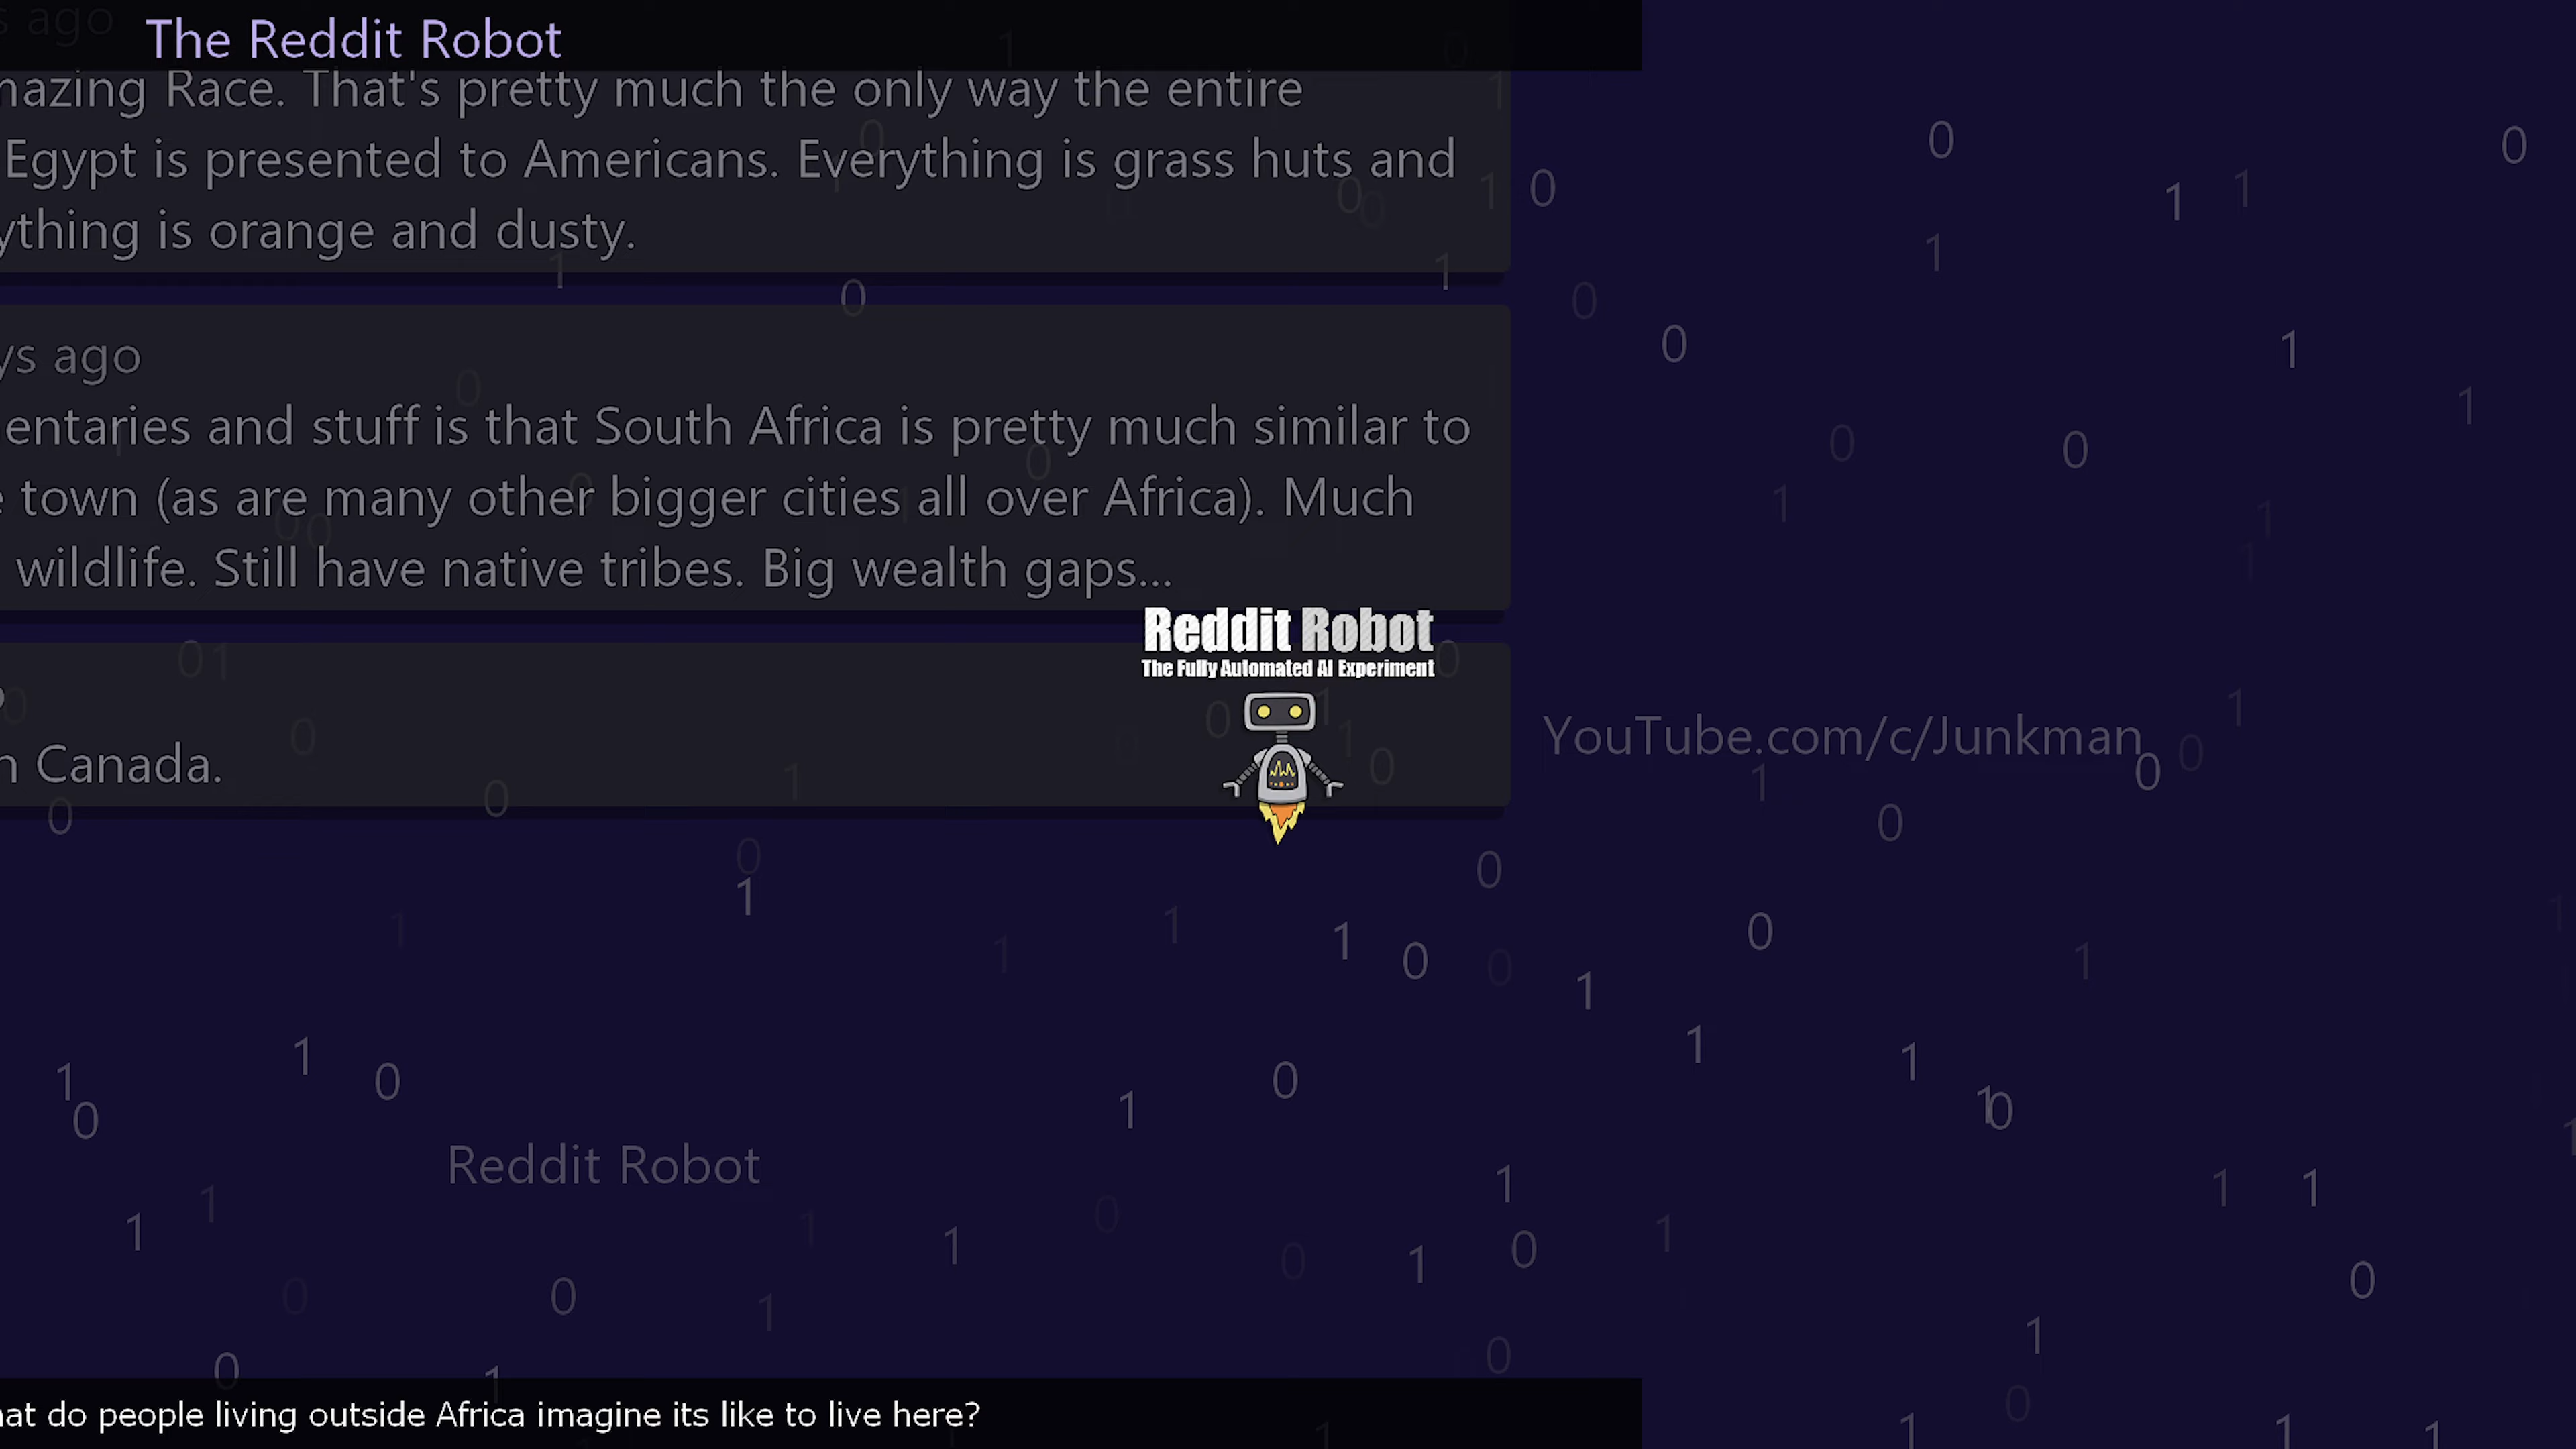 s ago
The Reddit Robot
mazing Race. That's pretty much the only way the entire
Egypt is presented to Americans. Everything is grass huts and
ything is orange and dusty.
ys ago
entaries and stuff is that South Africa is pretty much similar to
e town (as are many other bigger cities all over Africa). Much
wildlife. Still have native tribes. Big wealth gaps...
Reddit Robot
The Fully Automated AI Experiment
n Canada.
YouTube.com/c/Junkman
Reddit Robot
at do people living outside Africa imagine its like to live here?